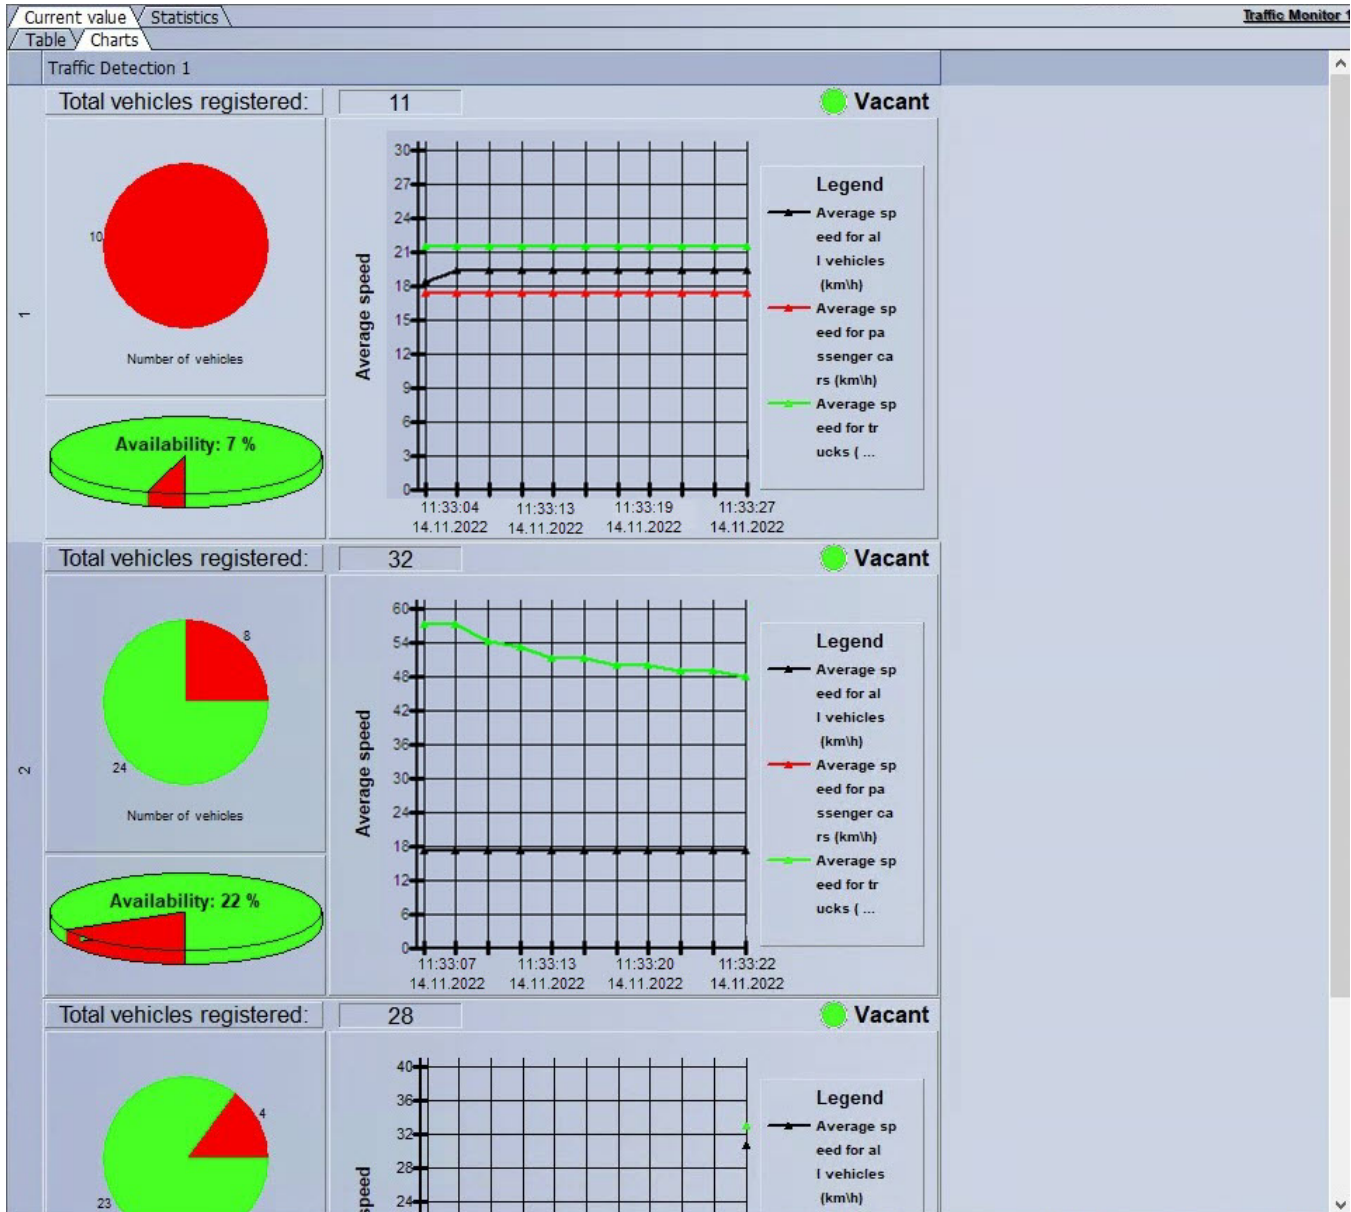 Current value Statistics Traffic Monitor 1
Table Charts
Traffic Detection 1
1
Total vehicles registered: 11 Vacant
10
Number of vehicles
Availability: 7 %
Average speed
30
27
24
21
18
15
12
9
6
3
0
11:33:04 11:33:13 11:33:19 11:33:27
14.11.2022 14.11.2022 14.11.2022 14.11.2022
Legend
Average sp
eed for al
l vehicles
(km\h)
Average sp
eed for pa
ssenger ca
rs (km\h)
Average sp
eed for tr
ucks ( ...
2
Total vehicles registered: 32 Vacant
8
24
Number of vehicles
Availability: 22 %
Average speed
60
54
48
42
36
30
24
18
12
6
0
11:33:07 11:33:13 11:33:20 11:33:22
14.11.2022 14.11.2022 14.11.2022 14.11.2022
Legend
Average sp
eed for al
l vehicles
(km\h)
Average sp
eed for pa
ssenger ca
rs (km\h)
Average sp
eed for tr
ucks ( ...
Total vehicles registered: 28 Vacant
4
23
speed
40
36
32
28
24
Legend
Average sp
eed for al
l vehicles
(km\h)